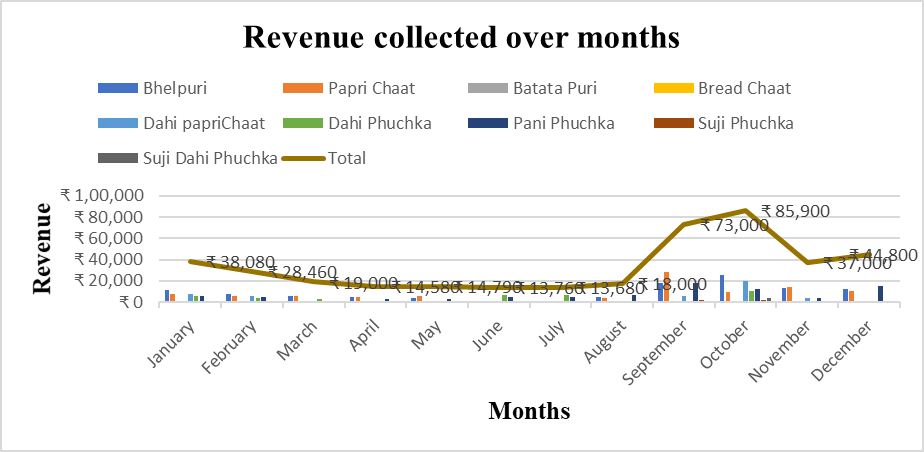 Revenue collected over months
Bhelpuri Papri Chaat Batata Puri Bread Chaat
Dahi papriChaat Dahi Phuchka Pani Phuchka Suji Phuchka
Suji Dahi Phuchka Total
Revenue
₹ 1,00,000
₹ 80,000
₹ 60,000
₹ 40,000
₹ 20,000
₹ 0
₹ 38,080
₹ 28,460
₹ 19,000
₹ 14,580
₹ 14,790
₹ 13,760
₹ 13,680
₹ 18,000
₹ 73,000
₹ 85,900
₹ 37,000
₹ 44,800
January
February
March
April
May
June
July
August
September
October
November
December
Months